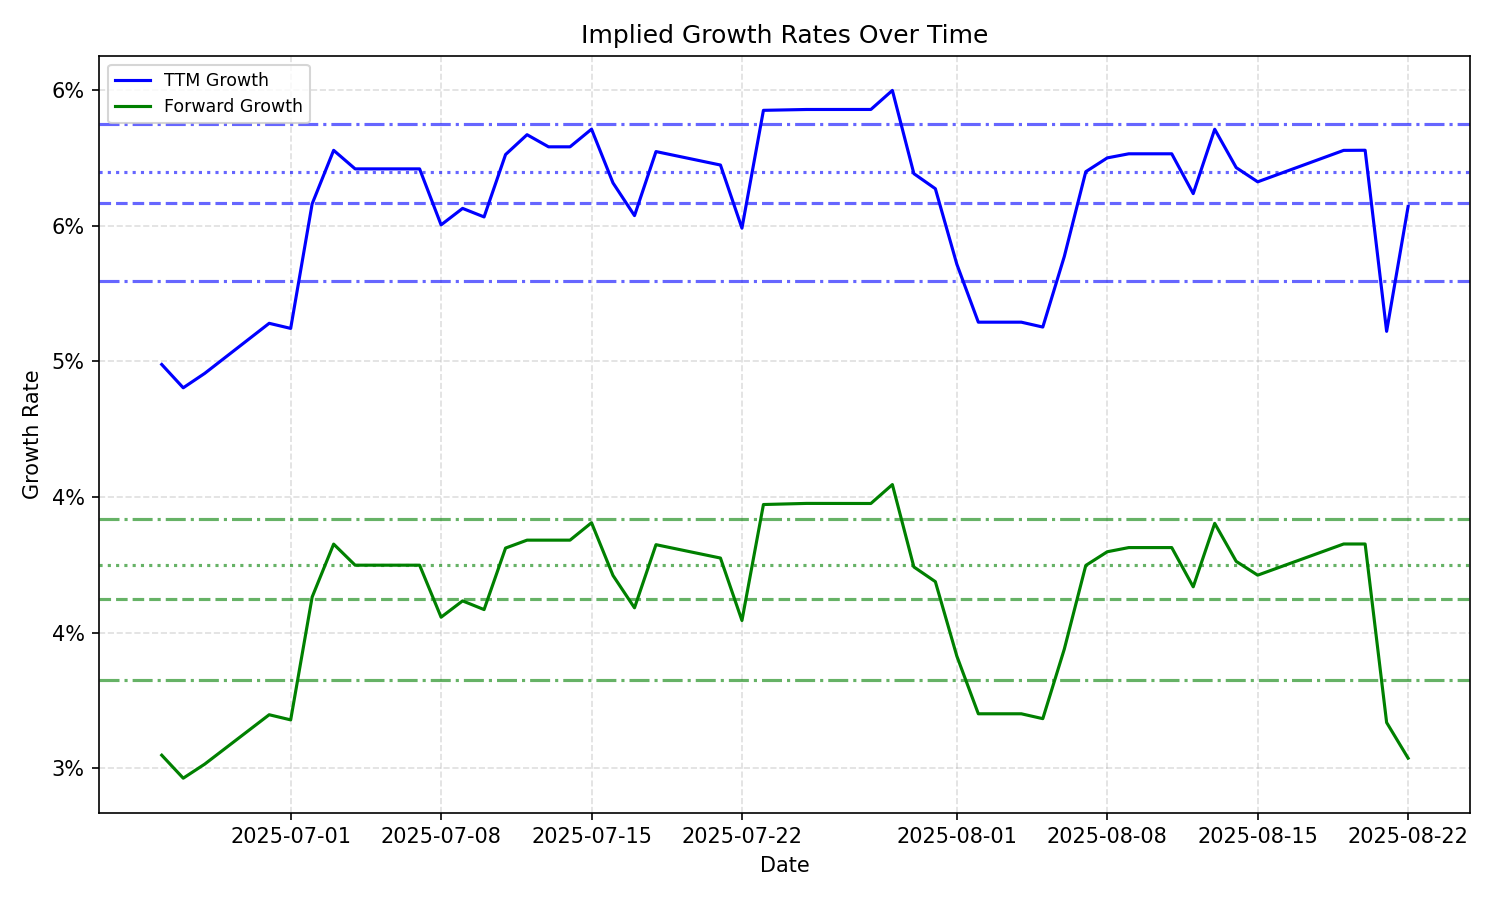 Implied Growth Rates Over Time
TTM Growth
Forward Growth
6%
6%
5%
4%
4%
3%
Growth Rate
2025-07-01 2025-07-08 2025-07-15 2025-07-22 2025-08-01 2025-08-08 2025-08-15 2025-08-22
Date